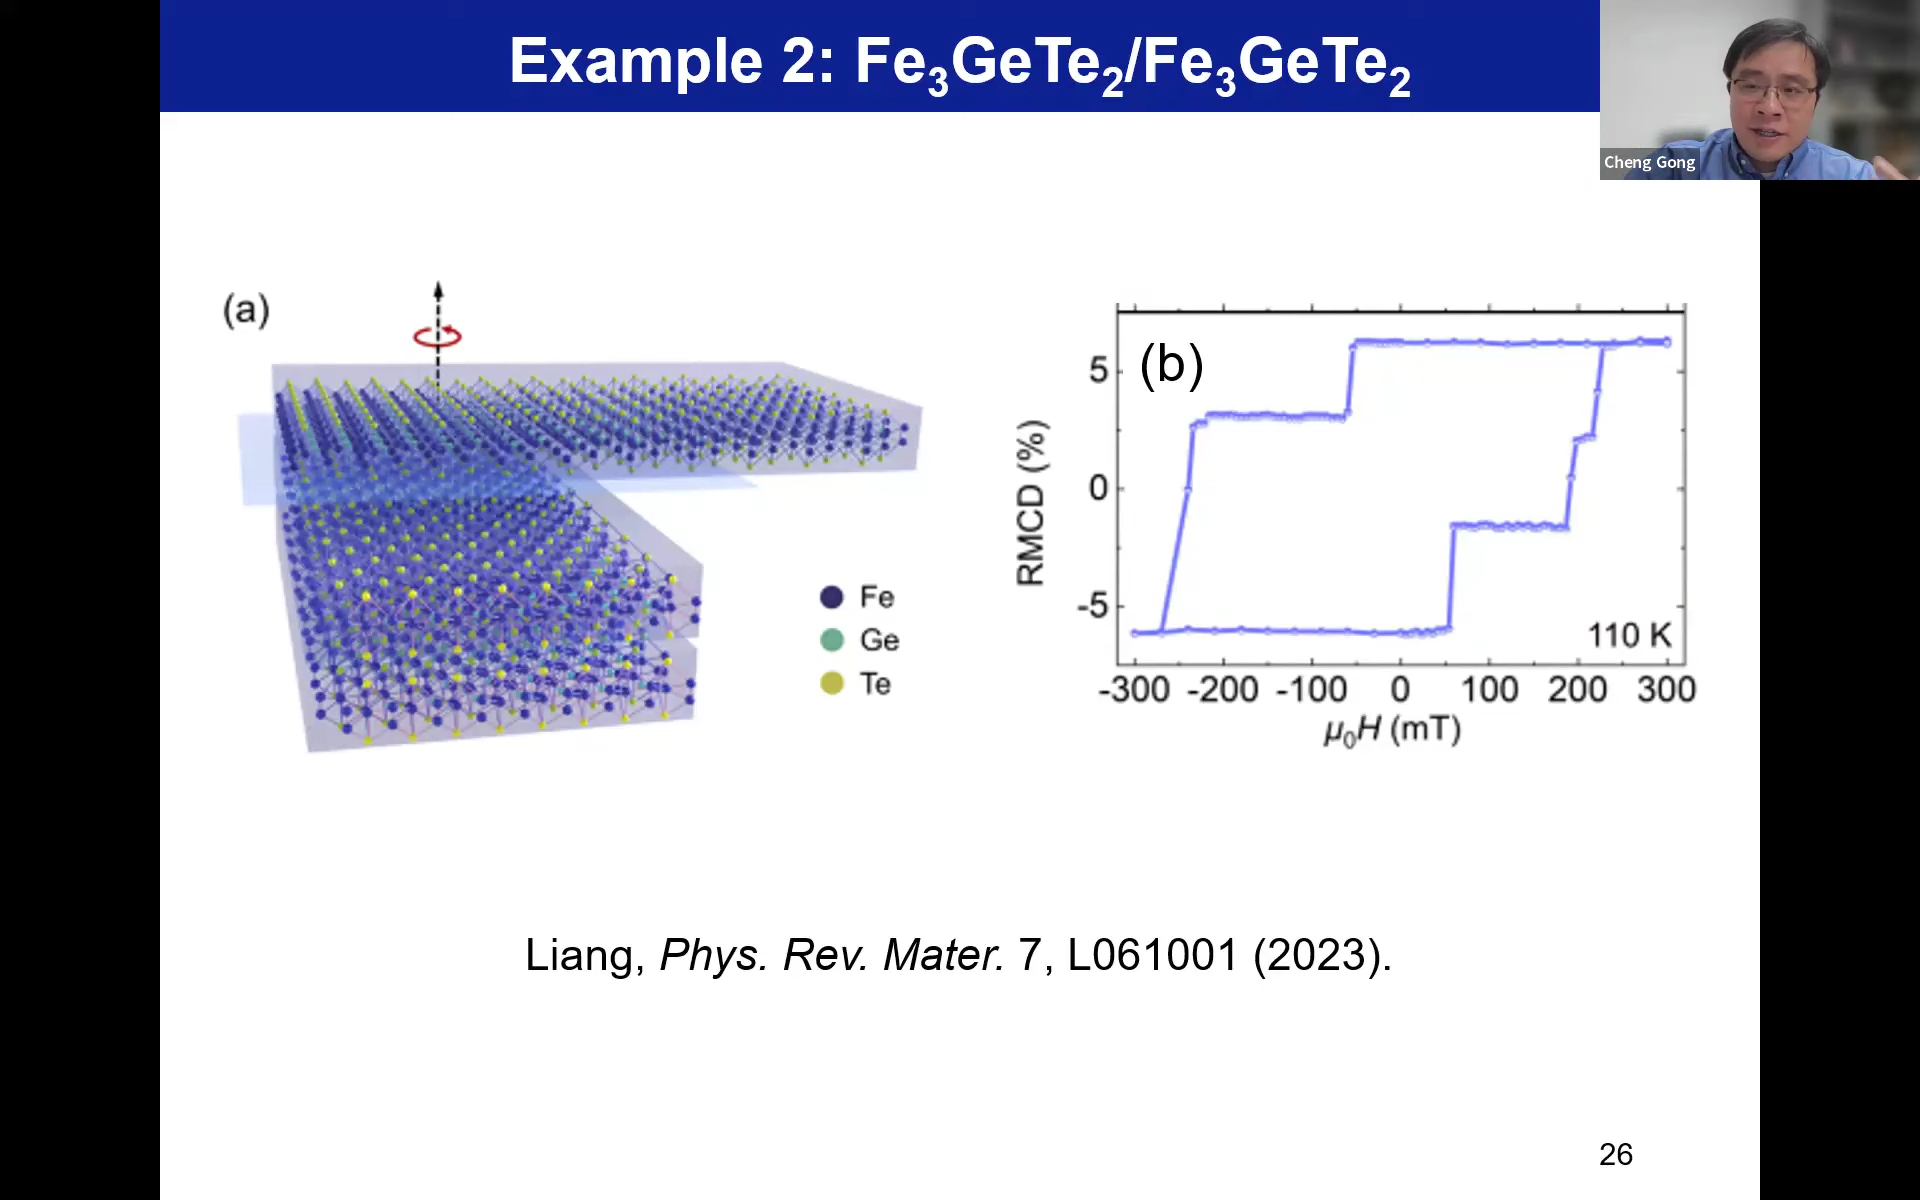 Example 2: Fe₃GeTe₂/Fe₃GeTe₂
Cheng Gong
(a)
Fe
Ge
Te
(b)
RMCD (%)
5
0
-5
110 K
-300 -200 -100 0 100 200 300
μ₀H (mT)
Liang, Phys. Rev. Mater. 7, L061001 (2023).
26